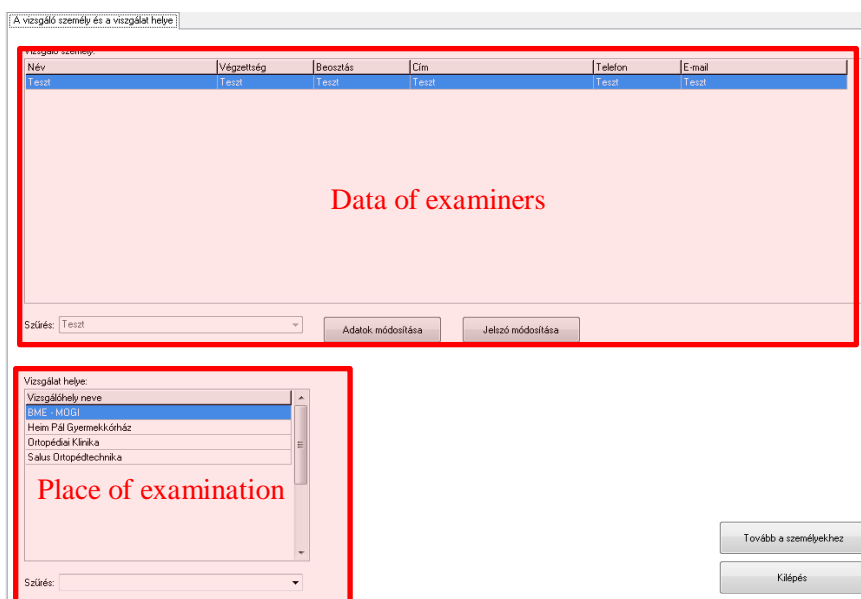 A vizsgáló személy és a viszgálat helye
Vizsgáló személy:
Név Végzettség Beosztás Cím Telefon E-mail
Teszt Teszt Teszt Teszt Teszt Teszt
Data of examiners
Szűrés: Teszt Adatok módosítása Jelszó módosítása
Vizsgálat helye:
Vizsgálóhely neve
BME - MOGI
Heim Pál Gyermekkórház
Ortopédiai Klinika
Salus Ortopédtechnika
Place of examination
Tovább a személyekhez
Szűrés:
Kilépés